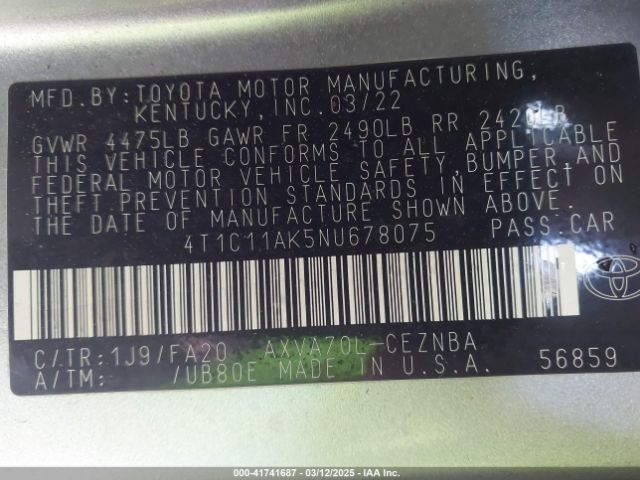 MFD.BY:TOYOTA MOTOR MANUFACTURING,
KENTUCKY,INC. 03/22
GVWR 4475LB GAWR FR 2490LB RR 2420LB
THIS VEHICLE CONFORMS TO ALL APPLICABLE
FEDERAL MOTOR VEHICLE SAFETY,BUMPER,AND
THEFT PREVENTION STANDARDS IN EFFECT ON
THE DATE OF MANUFACTURE SHOWN ABOVE.
4T1C11AK5NU678075 PASS.CAR
C/TR:1J9/FA20 AXVA70L-CEZNBA
A/TM: /UB80E MADE IN U.S.A. 56859
000-41741687 - 03/12/2025 - IAA Inc.